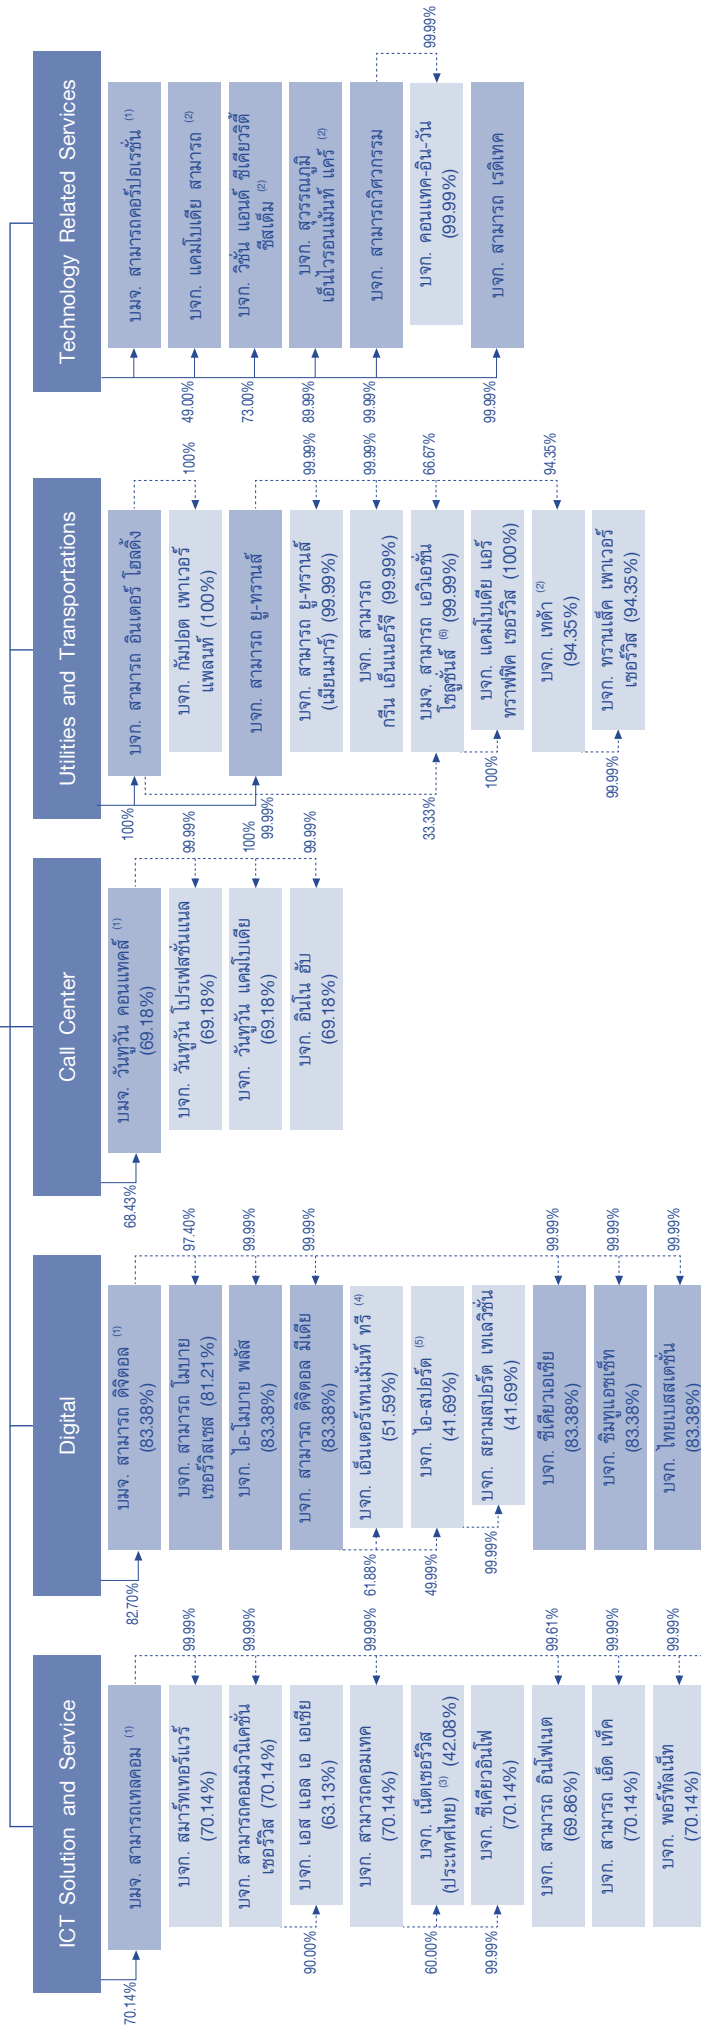 ICT Solution and Service
70.14%
บมจ. สามารถเทลคอม (1)
99.99%
บจก. สมาร์ทเทอร์แวร์
(70.14%)
99.99%
บจก. สามารถคอมมิวนิเคชั่น
เซอร์วิส (70.14%)
90.00%
บจก. เอส แอล เอ เอเชีย
(63.13%)
99.99%
บจก. สามารถคอมเทค
(70.14%)
60.00%
บจก. เน็ตเซอร์วิส
(ประเทศไทย) (3) (42.08%)
99.99%
บจก. ซีเคียวอินโฟ
(70.14%)
99.61%
บจก. สามารถ อินโฟเนต
(69.86%)
99.99%
บจก. สามารถ เอ็ด เท็ค
(70.14%)
99.99%
บจก. พอร์ทัลเน็ท
(70.14%)
Digital
82.70%
บมจ. สามารถ ดิจิตอล (1)
(83.38%)
97.40%
บจก. สามารถ โมบาย
เซอร์วิสเซส (81.21%)
99.99%
บจก. ไอ-โมบาย พลัส
(83.38%)
99.99%
บจก. สามารถ ดิจิตอล มีเดีย
(83.38%)
61.88%
บจก. เอ็นเตอร์เทนเม้นท์ ทรี (4)
(51.59%)
49.99%
บจก. ไอ-สปอร์ต (5)
(41.69%)
99.99%
บจก. สยามสปอร์ต เทเลวิชั่น
(41.69%)
99.99%
บจก. ซีเคียวเอเชีย
(83.38%)
99.99%
บจก. ซิมทูแอซเซ็ท
(83.38%)
99.99%
บจก. ไทยเบสสเตชั่น
(83.38%)
Call Center
68.43%
บมจ. วันทูวัน คอนแทคส์ (1)
(69.18%)
99.99%
บจก. วันทูวัน โปรเฟสชั่นแนล
(69.18%)
100%
บจก. วันทูวัน แคมโบเดีย
(69.18%)
99.99%
บจก. อินโน ฮับ
(69.18%)
Utilities and Transportations
100%
บจก. สามารถ อินเตอร์ โฮลดิ้ง
100%
บจก. กัมปอต เพาเวอร์
แพลนท์ (100%)
99.99%
บจก. สามารถ ยู-ทรานส์
99.99%
บจก. สามารถ ยู-ทรานส์
(เมียนมาร์) (99.99%)
99.99%
บจก. สามารถ
กรีน เอ็นเนอร์จี (99.99%)
66.67%
33.33%
บมจ. สามารถ เอวิเอชั่น
โซลูชั่นส์ (6) (99.99%)
100%
บจก. แคมโบเดีย แอร์
ทราฟฟิค เซอร์วิส (100%)
94.35%
บจก. เทด้า (2)
(94.35%)
99.99%
บจก. ทรานเส็ค เพาเวอร์
เซอร์วิส (94.35%)
Technology Related Services
บมจ. สามารถคอร์ปอเรชั่น (1)
49.00%
บจก. แคมโบเดีย สามารถ (2)
73.00%
บจก. วิชั่น แอนด์ ซีเคียวริตี้
ซีสเต็ม (2)
89.99%
บจก. สุวรรณภูมิ
เอ็นไวรอนเม้นท์ แคร์ (2)
99.99%
บจก. สามารถวิศวกรรม
99.99%
บจก. คอนแทค-อิน-วัน
(99.99%)
99.99%
บจก. สามารถ เรดิเทค